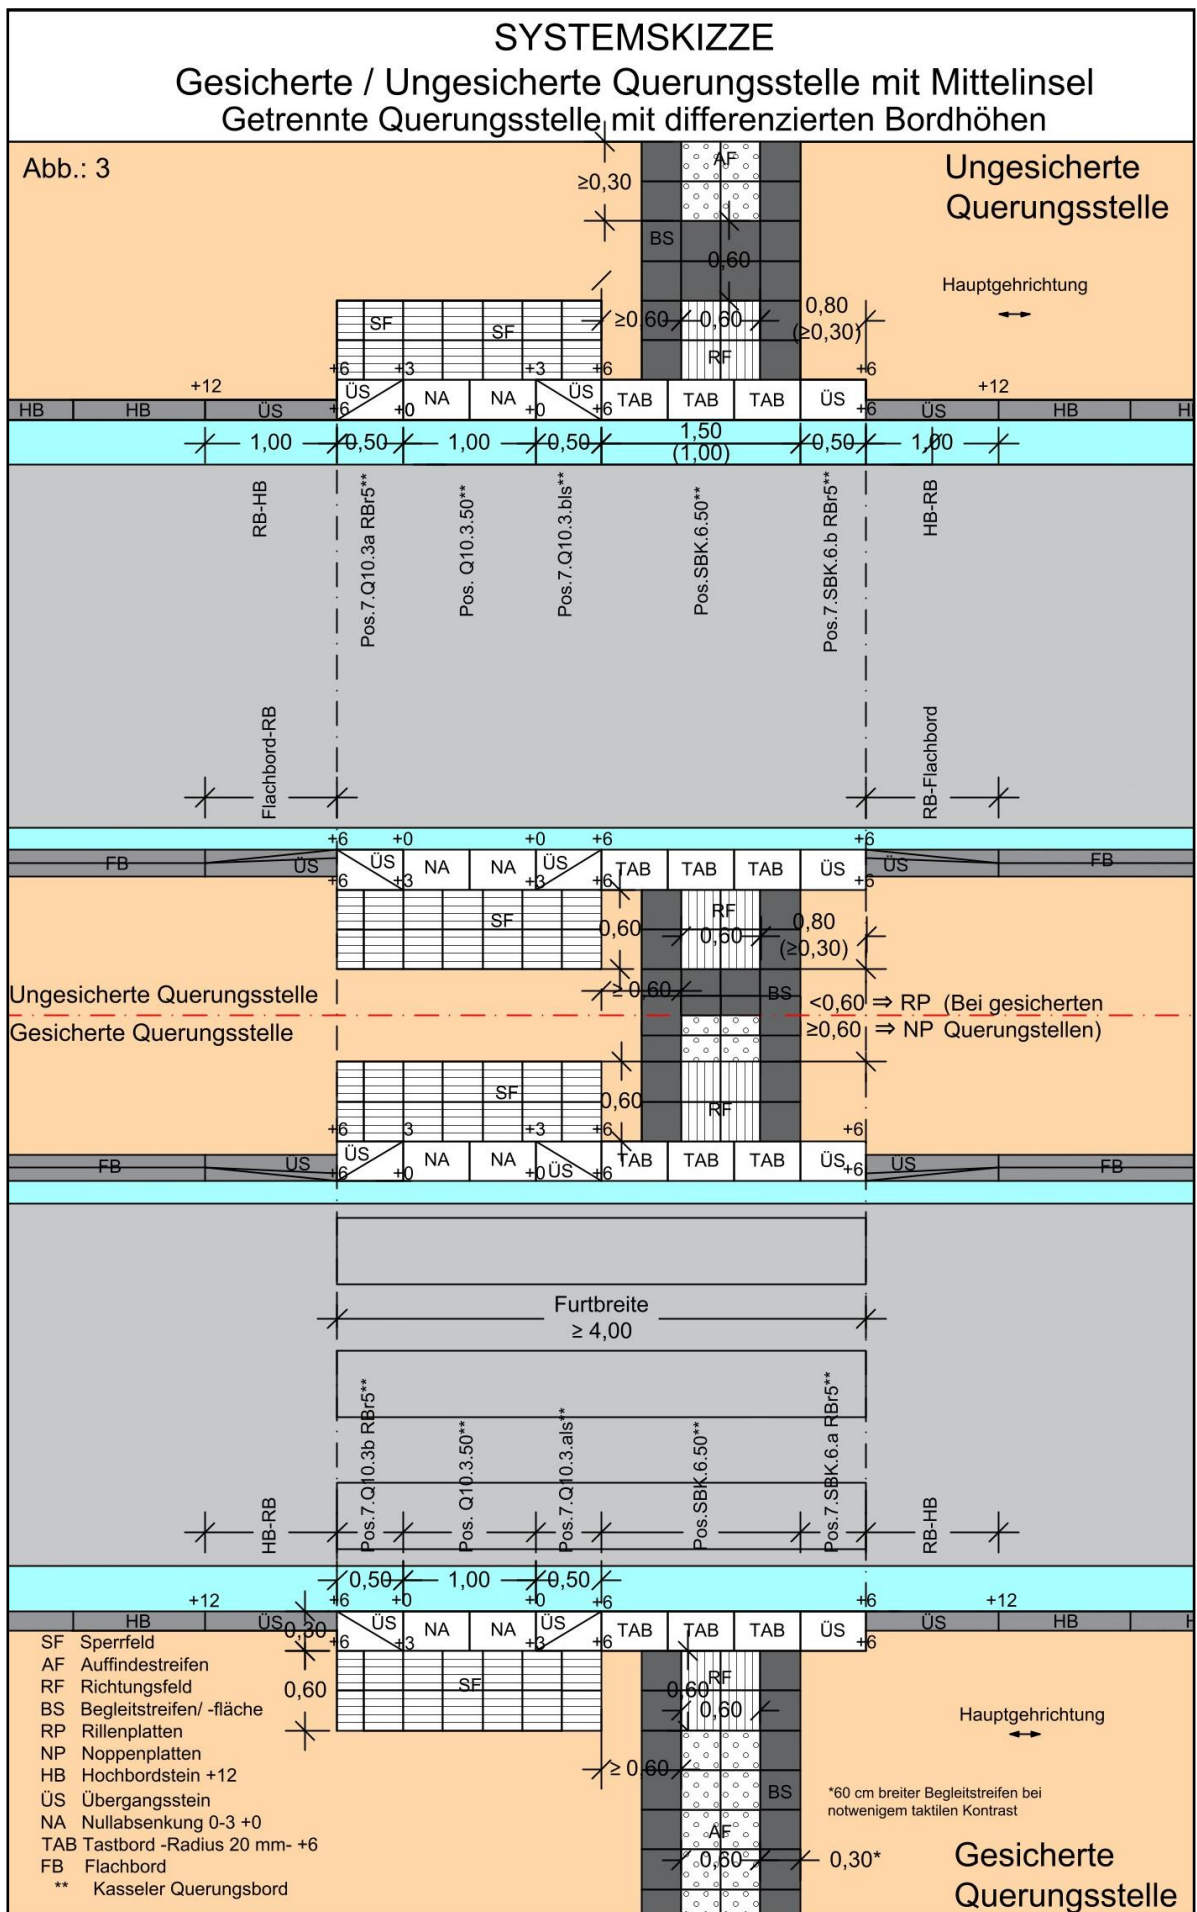 SYSTEMSKIZZE
Gesicherte / Ungesicherte Querungsstelle mit Mittelinsel
Getrennte Querungsstelle mit differenzierten Bordhöhen
Abb.: 3
AF
Ungesicherte
Querungsstelle
≥0,30
BS
0,60
Hauptgehrichtung
SF
SF
≥0,60
0,60
0,80
(≥0,30)
RF
+6
+3
+3
+6
+6
+12
+12
HB
HB
ÜS
+6
ÜS
+0
NA
NA
+0
ÜS
+6
TAB
TAB
TAB
ÜS
+6
ÜS
HB
H
1,00
0,50
1,00
0,50
1,50
(1,00)
0,50
1,00
RB-HB
Pos.7.Q10.3a RBr5**
Pos. Q10.3.50**
Pos.7.Q10.3.bls**
Pos.SBK.6.50**
Pos.7.SBK.6.b RBr5**
HB-RB
Flachbord-RB
RB-Flachbord
+6
+0
+0
+6
+6
FB
ÜS
+6
ÜS
+3
NA
NA
+3
ÜS
+6
TAB
TAB
TAB
ÜS
+6
ÜS
FB
SF
0,60
RF
0,60
0,80
(≥0,30)
≥ 0,60
BS
Ungesicherte Querungsstelle
<0,60 ⇒ RP (Bei gesicherten
Gesicherte Querungsstelle
≥0,60 ⇒ NP Querungstellen)
SF
0,60
RF
+6
3
+3
+6
+6
FB
ÜS
+6
ÜS
+0
NA
NA
+0
ÜS
+6
TAB
TAB
TAB
ÜS
+6
ÜS
FB
Furtbreite
≥ 4,00
HB-RB
Pos.7.Q10.3b RBr5**
Pos. Q10.3.50**
Pos.7.Q10.3.als**
Pos.SBK.6.50**
Pos.7.SBK.6.a RBr5**
RB-HB
0,50
1,00
0,50
+12
+6
+0
+0
+6
+6
+12
HB
ÜS
0,30
+6
ÜS
+3
NA
NA
+3
ÜS
+6
TAB
TAB
TAB
ÜS
+6
ÜS
HB
H
SF Sperrfeld
AF Auffindestreifen
RF Richtungsfeld
BS Begleitstreifen/ -fläche
RP Rillenplatten
NP Noppenplatten
HB Hochbordstein +12
ÜS Übergangsstein
NA Nullabsenkung 0-3 +0
TAB Tastbord -Radius 20 mm- +6
FB Flachbord
** Kasseler Querungsbord
0,60
SF
RF
0,60
0,60
≥ 0,60
BS
AF
0,60
0,30*
Hauptgehrichtung
*60 cm breiter Begleitstreifen bei
notwenigem taktilen Kontrast
Gesicherte
Querungsstelle